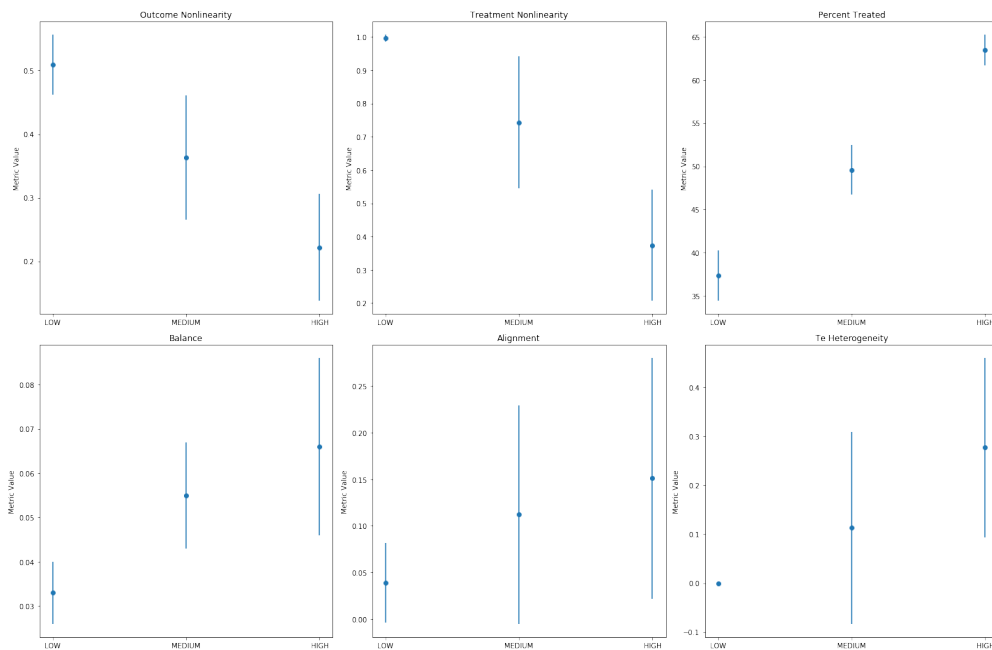 Outcome Nonlinearity
Metric Value
0.5
0.4
0.3
0.2
LOW
MEDIUM
HIGH
Treatment Nonlinearity
Metric Value
1.0
0.9
0.8
0.7
0.6
0.5
0.4
0.3
0.2
LOW
MEDIUM
HIGH
Percent Treated
Metric Value
65
60
55
50
45
40
35
LOW
MEDIUM
HIGH
Balance
Metric Value
0.08
0.07
0.06
0.05
0.04
0.03
LOW
MEDIUM
HIGH
Alignment
Metric Value
0.25
0.20
0.15
0.10
0.05
0.00
LOW
MEDIUM
HIGH
Te Heterogeneity
Metric Value
0.4
0.3
0.2
0.1
0.0
−0.1
LOW
MEDIUM
HIGH